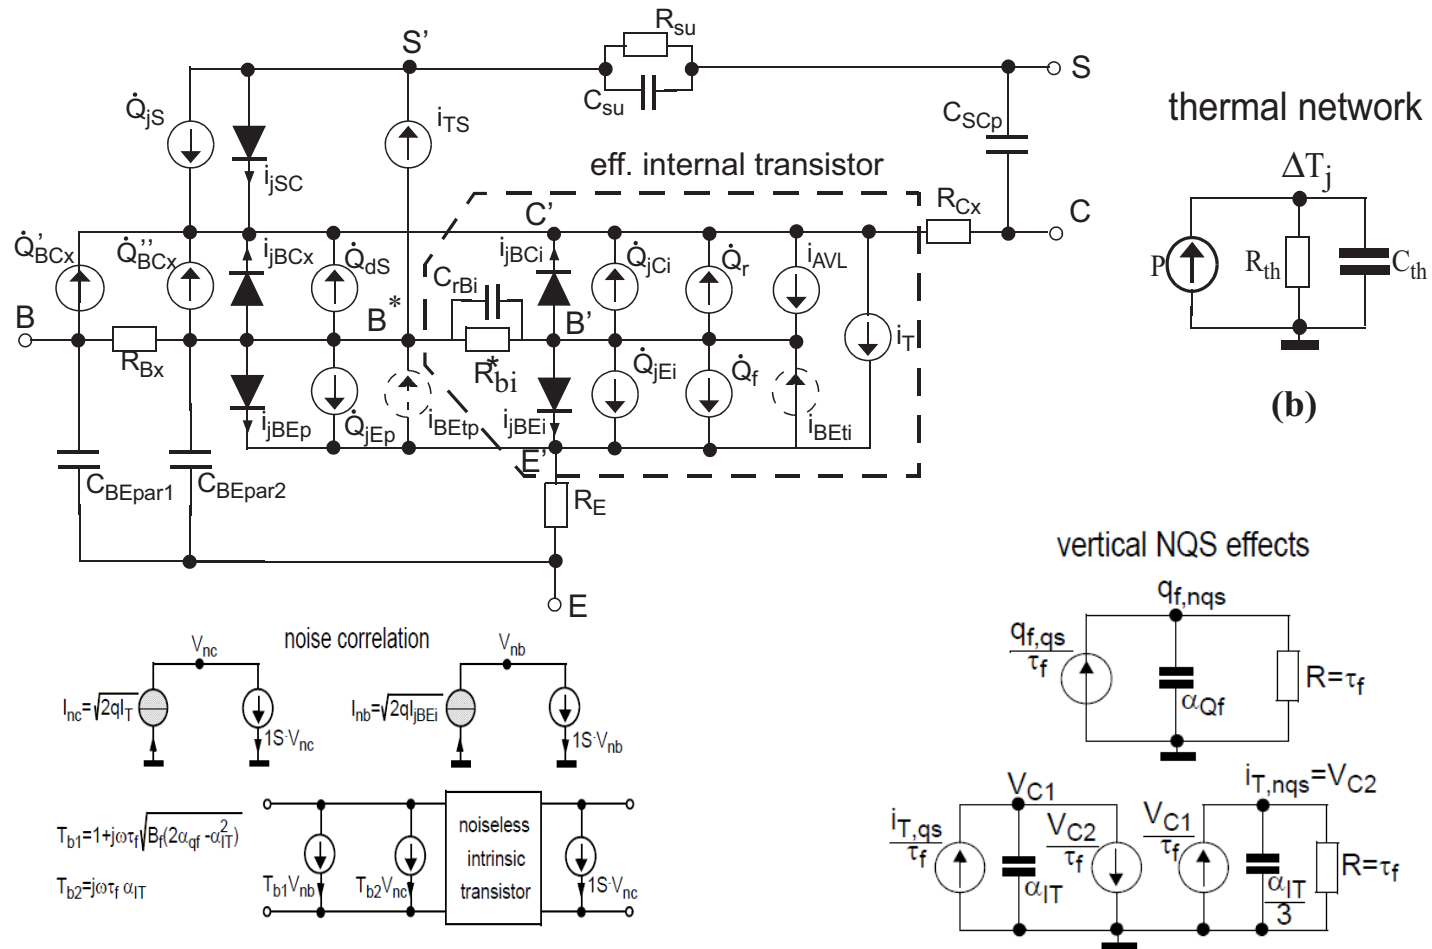 R_su
S'
S
C_su
Q̇_jS
i_TS
C_SCp
i_jSC
eff. internal transistor
R_Cx
C
C'
Q̇'_BCx
Q̇''_BCx
i_jBCx
Q̇_dS
C_rBi
i_jBCi
Q̇_jCi
Q̇_r
i_AVL
B
B*
B'
R_Bx
R*_bi
i_T
Q̇_jEi
Q̇_f
i_jBEp
Q̇_jEp
i_BEtp
i_jBEi
i_BEti
E'
C_BEpar1
C_BEpar2
R_E
E
thermal network
ΔT_j
P
R_th
C_th
(b)
noise correlation
V_nc
I_nc=√2qI_T
1S·V_nc
V_nb
I_nb=√2qI_jBEi
1S·V_nb
T_b1=1+jωτ_f√B_f(2α_qf -α²_IT)
T_b2=jωτ_f α_IT
T_b1V_nb
T_b2V_nc
noiseless
intrinsic
transistor
1S·V_nc
vertical NQS effects
q_f,nqs
q_f,qs/τ_f
α_Qf
R=τ_f
V_C1
i_T,nqs=V_C2
i_T,qs/τ_f
α_IT
V_C2/τ_f
V_C1/τ_f
α_IT/3
R=τ_f